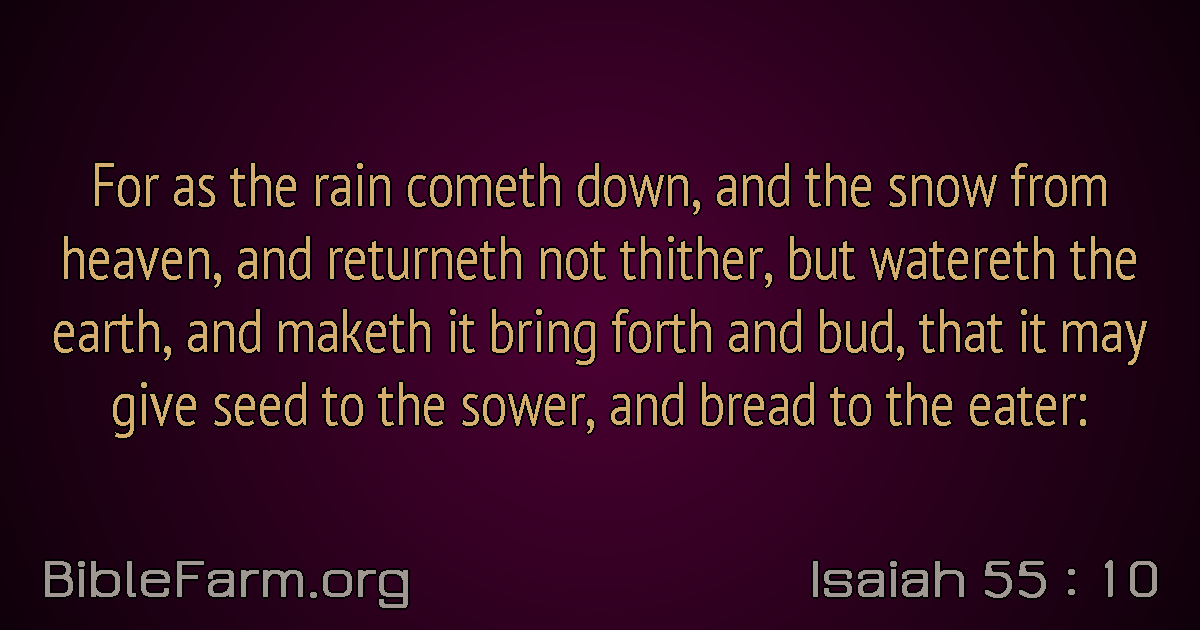 For as the rain cometh down, and the snow from
heaven, and returneth not thither, but watereth the
earth, and maketh it bring forth and bud, that it may
give seed to the sower, and bread to the eater:
BibleFarm.org
Isaiah 55 : 10